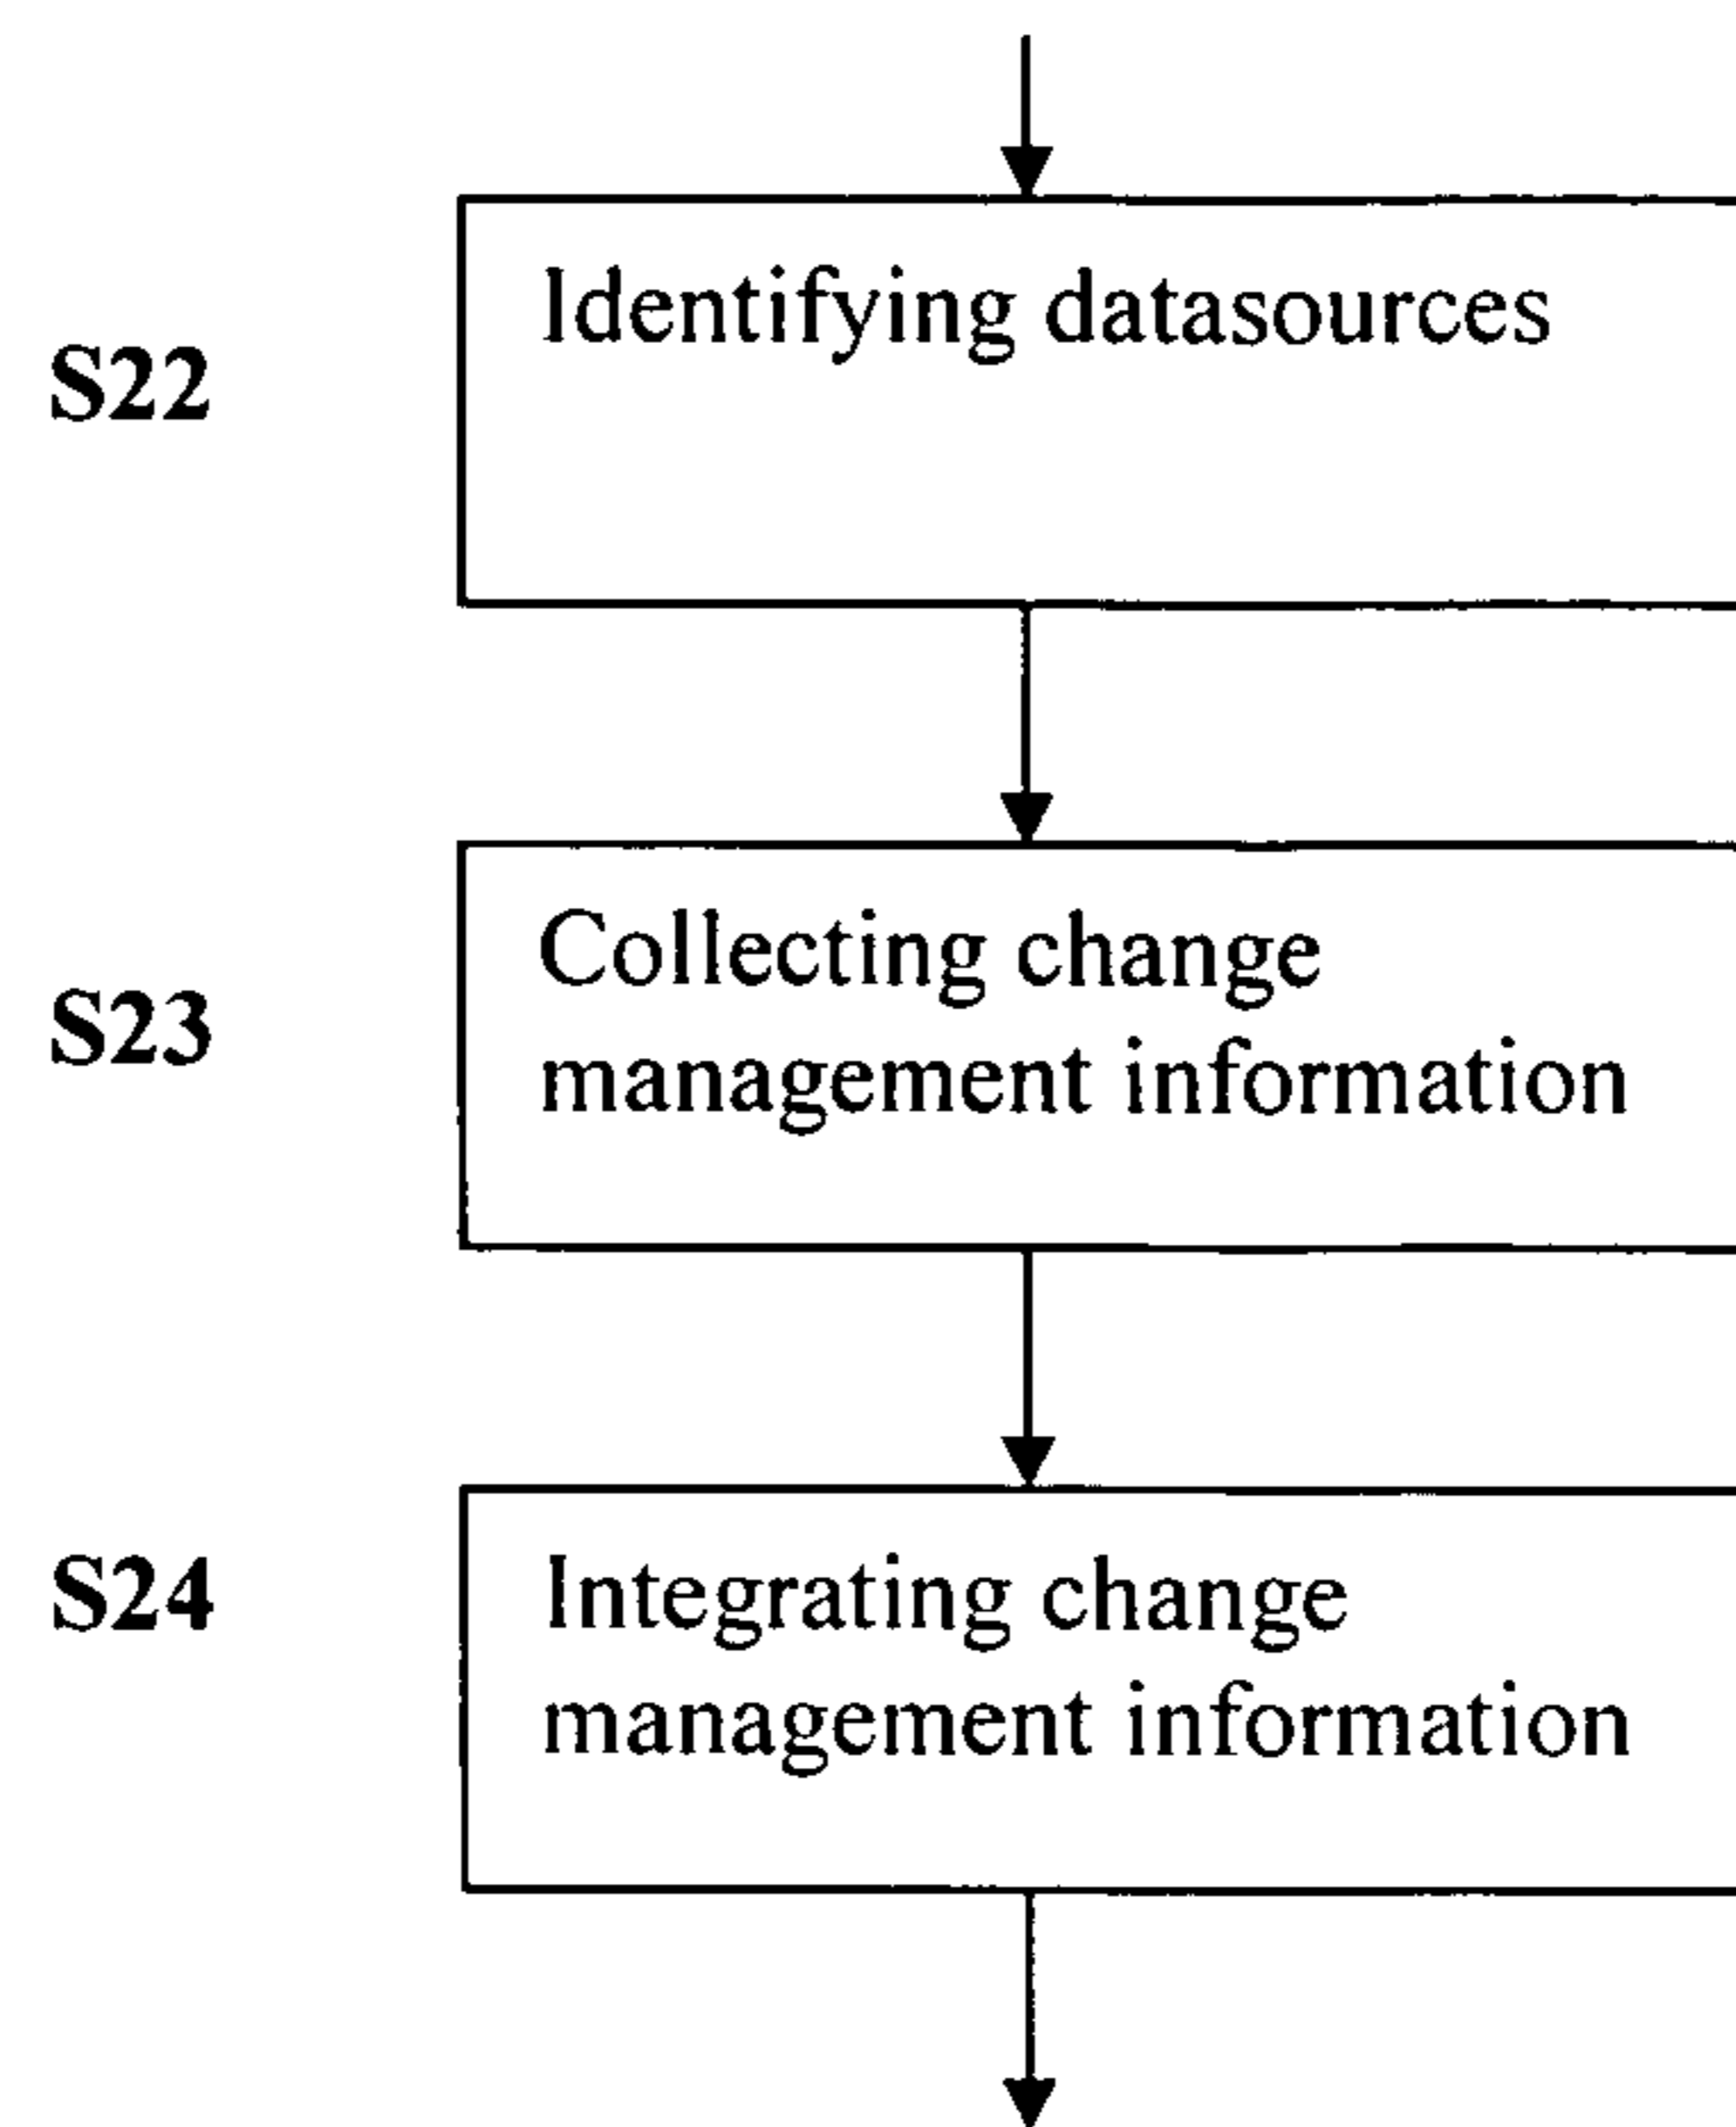 Identifying datasources
S22
Collecting change
S23
management information
S24
Integrating change
management information